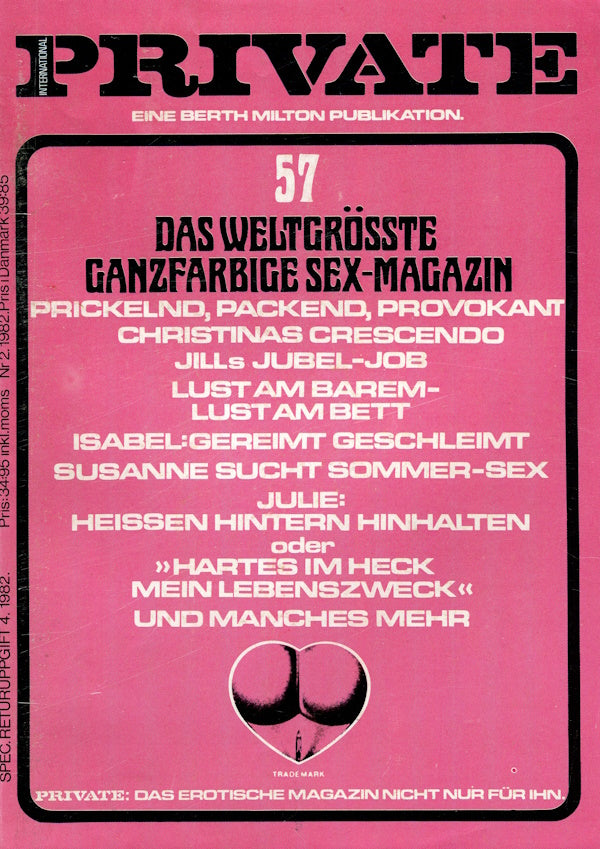 INTERNATIONAL
PRIVATE
EINE BERTH MILTON PUBLIKATION.
57
DAS WELTGRÖSSTE
GANZFARBIGE SEX-MAGAZIN
PRICKELND, PACKEND, PROVOKANT
CHRISTINAS CRESCENDO
JILLs JUBEL-JOB
LUST AM BAREM-
LUST AM BETT
ISABEL:GEREIMT GESCHLEIMT
SUSANNE SUCHT SOMMER-SEX
JULIE:
HEISSEN HINTERN HINHALTEN
oder
»HARTES IM HECK
MEIN LEBENSZWECK«
UND MANCHES MEHR
TRADE MARK
PRIVATE: DAS EROTISCHE MAGAZIN NICHT NUR FÜR IHN.
SPEC. RETURUPPGIFT 4. 1982. Pris: 34:95 inkl.moms Nr 2. 1982. Pris i Danmark 39:85